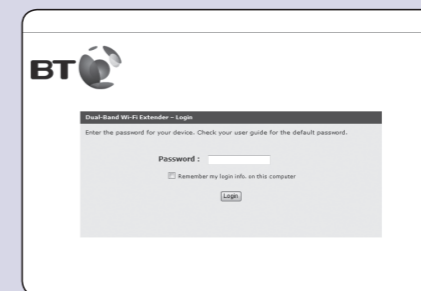 BT
Dual-Band Wi-Fi Extender – Login
Enter the password for your device. Check your user guide for the default password.
Password :
Remember my login info. on this computer
Login